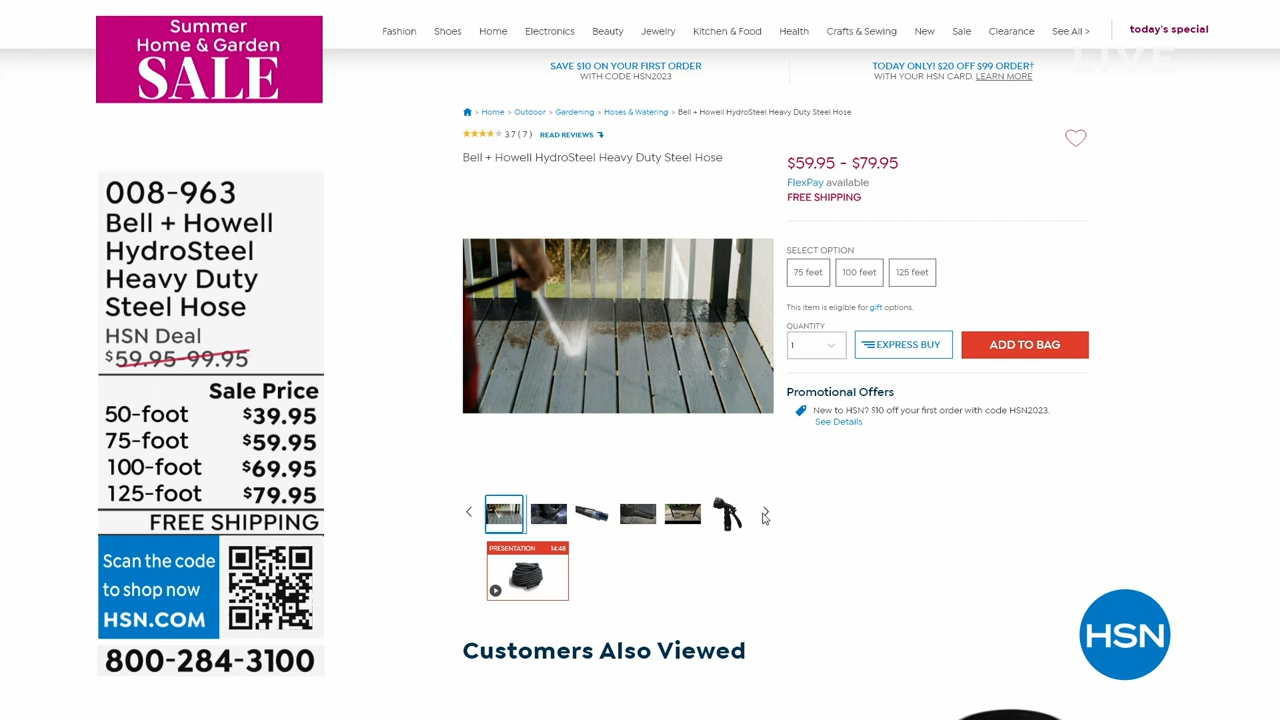 Summer
Home & Garden
SALE
008-963
Bell + Howell
HydroSteel
Heavy Duty
Steel Hose
HSN Deal
$59.95-99.95
Sale Price
50-foot $39.95
75-foot $59.95
100-foot $69.95
125-foot $79.95
FREE SHIPPING
Scan the code
to shop now
HSN.COM
800-284-3100
Fashion Shoes Home Electronics Beauty Jewelry Kitchen & Food Health Crafts & Sewing New Sale Clearance See All > today's special
LIVE
SAVE $10 ON YOUR FIRST ORDER
WITH CODE HSN2023
TODAY ONLY! $20 OFF $99 ORDER†
WITH YOUR HSN CARD. LEARN MORE
> Home > Outdoor > Gardening > Hoses & Watering > Bell + Howell HydroSteel Heavy Duty Steel Hose
3.7 ( 7 ) READ REVIEWS
Bell + Howell HydroSteel Heavy Duty Steel Hose
$59.95 - $79.95
FlexPay available
FREE SHIPPING
SELECT OPTION
75 feet 100 feet 125 feet
This item is eligible for gift options.
QUANTITY
1 EXPRESS BUY ADD TO BAG
Promotional Offers
New to HSN? $10 off your first order with code HSN2023.
See Details
PRESENTATION 14:48
Customers Also Viewed
HSN